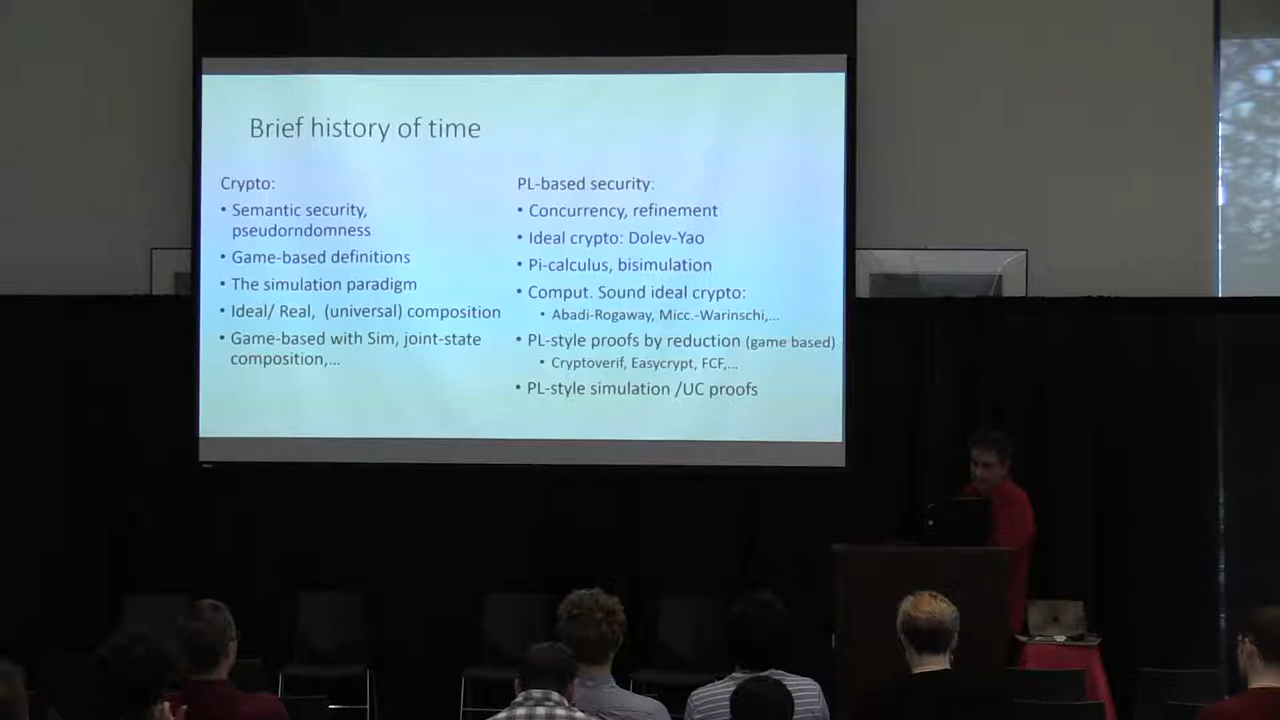 Brief history of time
Crypto:
• Semantic security,
pseudorndomness
• Game-based definitions
• The simulation paradigm
• Ideal/ Real, (universal) composition
• Game-based with Sim, joint-state
composition,...
PL-based security:
• Concurrency, refinement
• Ideal crypto: Dolev-Yao
• Pi-calculus, bisimulation
• Comput. Sound ideal crypto:
• Abadi-Rogaway, Micc.-Warinschi,...
• PL-style proofs by reduction (game based)
• Cryptoverif, Easycrypt, FCF,...
• PL-style simulation /UC proofs